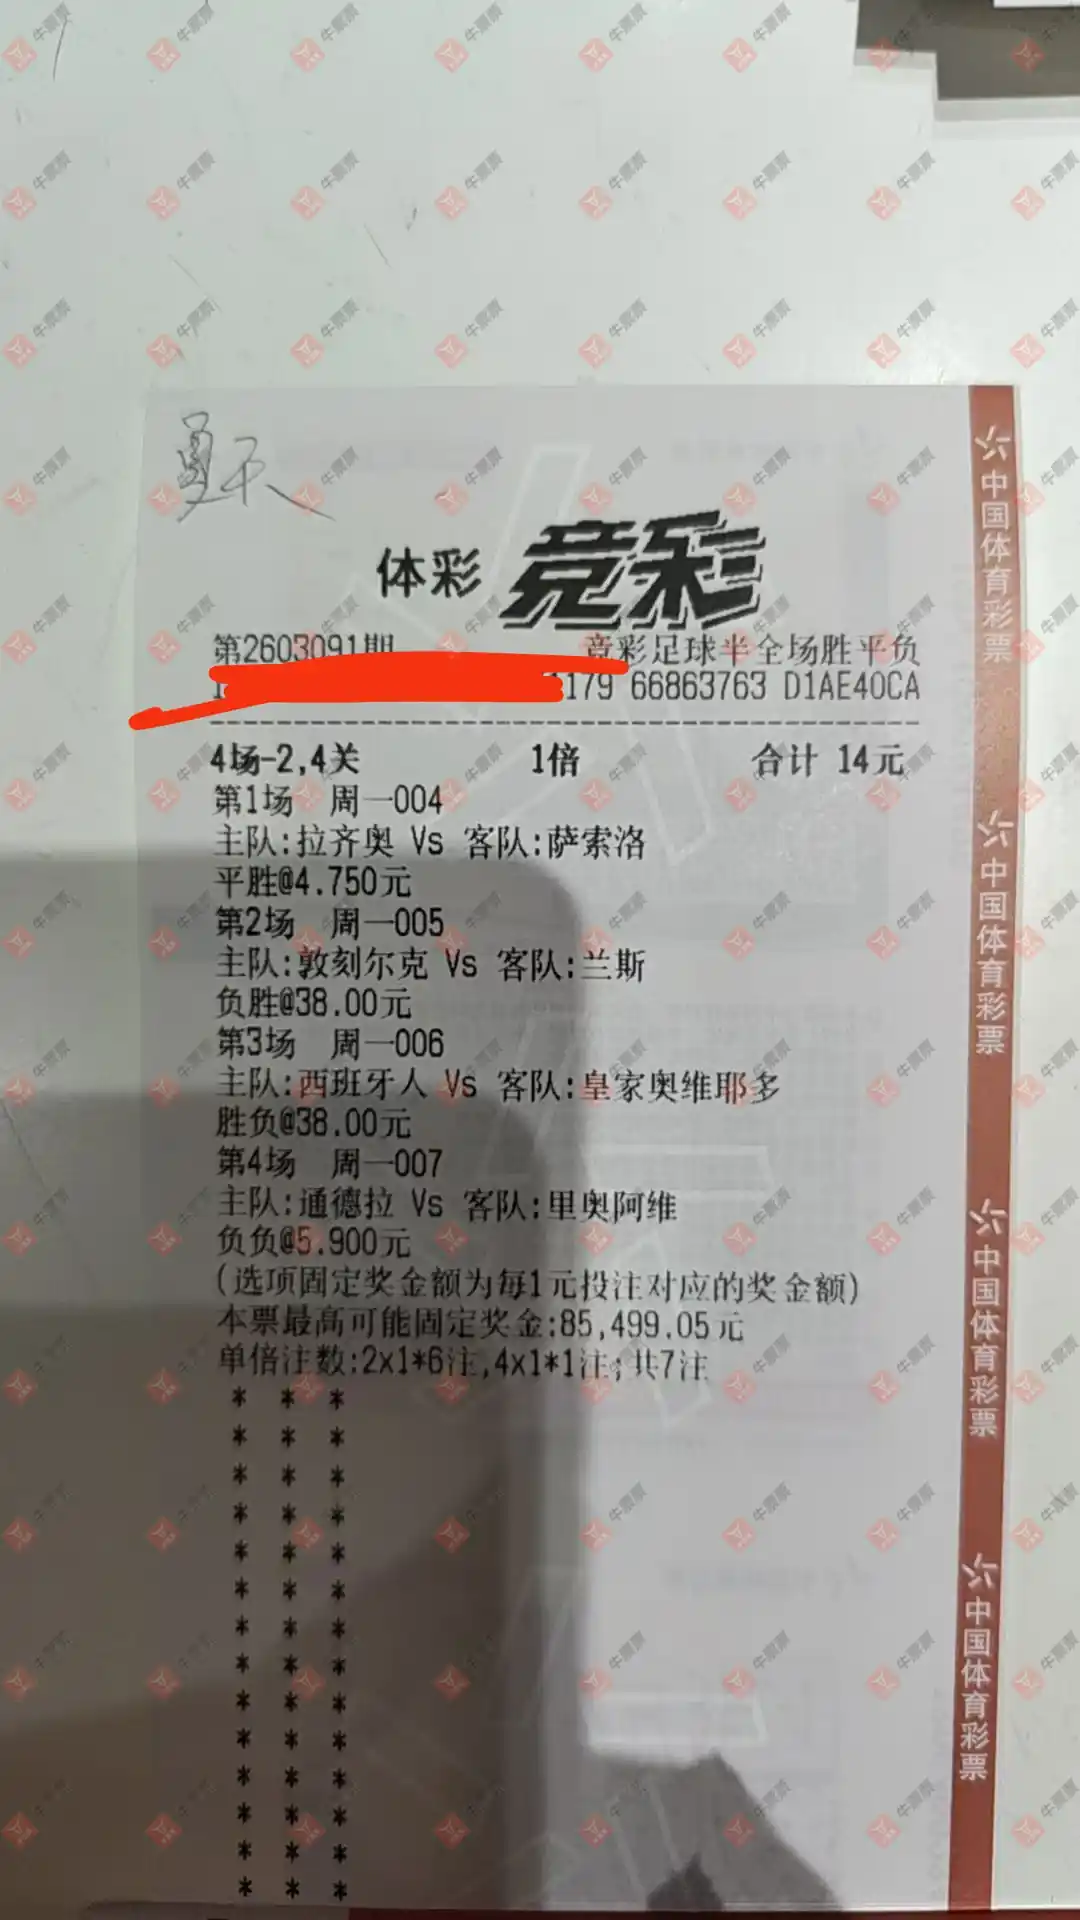 体彩 竞彩
第2603091期 竞彩足球半全场胜平负
1179 66863763 D1AE40CA
4场-2,4关 1倍 合计 14元
第1场 周一004
主队:拉齐奥 Vs 客队:萨索洛
平胜@4.750元
第2场 周一005
主队:敦刻尔克 Vs 客队:兰斯
负胜@38.00元
第3场 周一006
主队:西班牙人 Vs 客队:皇家奥维耶多
胜负@38.00元
第4场 周一007
主队:通德拉 Vs 客队:里奥阿维
负负@5.900元
(选项固定奖金额为每1元投注对应的奖金额)
本票最高可能固定奖金:85,499.05元
单倍注数:2x1*6注,4x1*1注; 共7注
* * *
* * *
* * *
* * *
* * *
* * *
* * *
* * *
* * *
* * *
* * *
* * *
* * *
* * *
中国体育彩票
中国体育彩票
中国体育彩票
中国体育彩票
牛票票